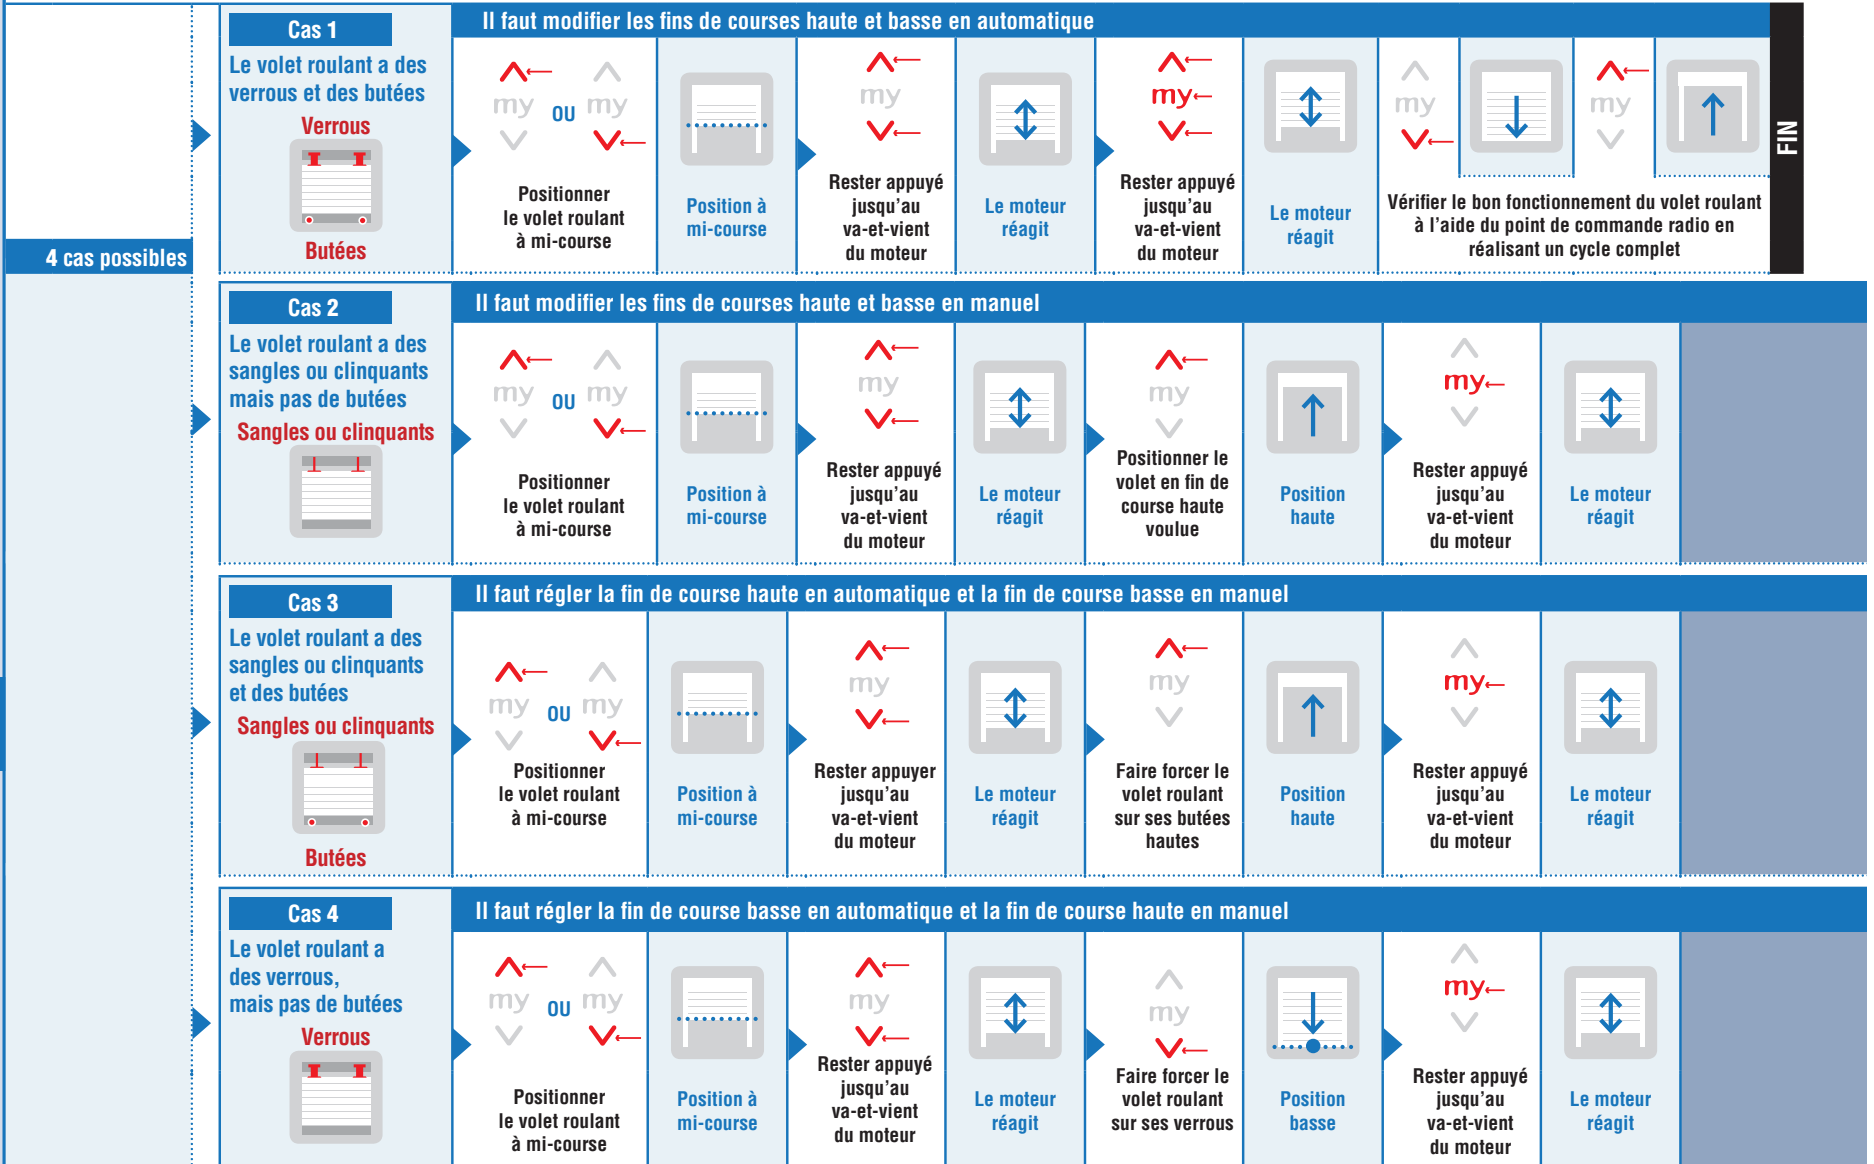 4 cas possibles
Cas 1
Le volet roulant a des
verrous et des butées
Verrous
Butées
Il faut modifier les fins de courses haute et basse en automatique
my
OU
my
Positionner
le volet roulant
à mi-course
Position à
mi-course
my
Rester appuyé
jusqu'au
va-et-vient
du moteur
Le moteur
réagit
my
Rester appuyé
jusqu'au
va-et-vient
du moteur
Le moteur
réagit
my
my
Vérifier le bon fonctionnement du volet roulant
à l'aide du point de commande radio en
réalisant un cycle complet
FIN
Cas 2
Le volet roulant a des
sangles ou clinquants
mais pas de butées
Sangles ou clinquants
Il faut modifier les fins de courses haute et basse en manuel
my
OU
my
Positionner
le volet roulant
à mi-course
Position à
mi-course
my
Rester appuyé
jusqu'au
va-et-vient
du moteur
Le moteur
réagit
my
Positionner le
volet en fin de
course haute
voulue
Position
haute
my
Rester appuyé
jusqu'au
va-et-vient
du moteur
Le moteur
réagit
Cas 3
Le volet roulant a des
sangles ou clinquants
et des butées
Sangles ou clinquants
Butées
Il faut régler la fin de course haute en automatique et la fin de course basse en manuel
my
OU
my
Positionner
le volet roulant
à mi-course
Position à
mi-course
my
Rester appuyer
jusqu'au
va-et-vient
du moteur
Le moteur
réagit
my
Faire forcer le
volet roulant
sur ses butées
hautes
Position
haute
my
Rester appuyé
jusqu'au
va-et-vient
du moteur
Le moteur
réagit
Cas 4
Le volet roulant a
des verrous,
mais pas de butées
Verrous
Il faut régler la fin de course basse en automatique et la fin de course haute en manuel
my
OU
my
Positionner
le volet roulant
à mi-course
Position à
mi-course
my
Rester appuyé
jusqu'au
va-et-vient
du moteur
Le moteur
réagit
my
Faire forcer le
volet roulant
sur ses verrous
Position
basse
my
Rester appuyé
jusqu'au
va-et-vient
du moteur
Le moteur
réagit